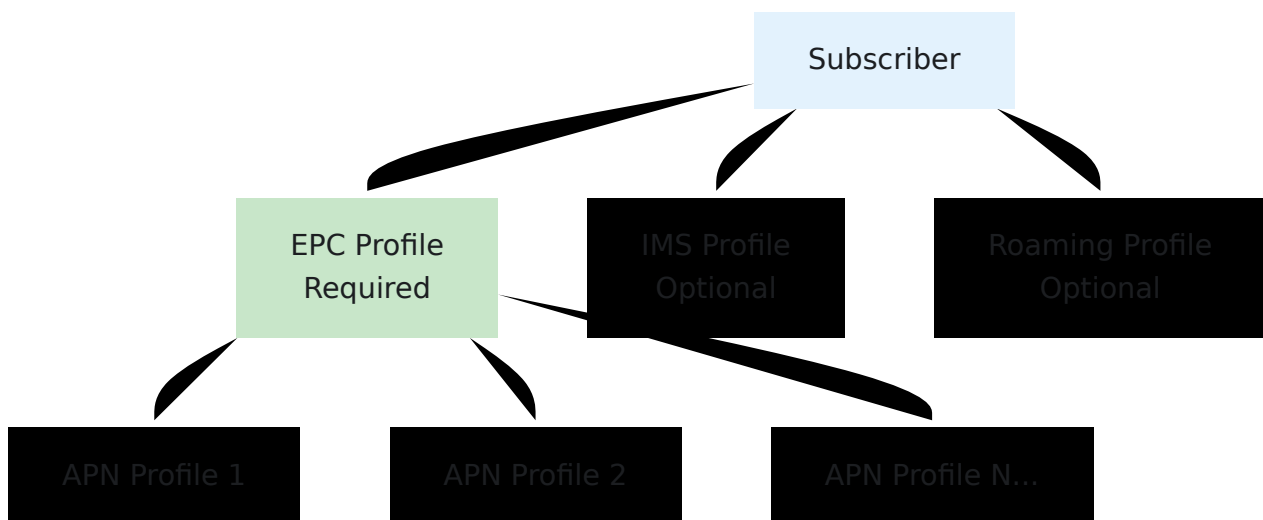 Subscriber
EPC Profile
Required
IMS Profile
Optional
Roaming Profile
Optional
APN Profile 1
APN Profile 2
APN Profile N...